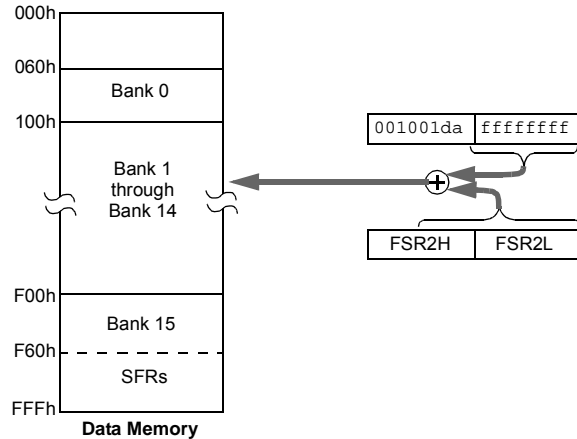 000h
060h
Bank 0
100h
001001da ffffffff
Bank 1
through
Bank 14
+
FSR2H FSR2L
F00h
Bank 15
F60h
SFRs
FFFh
Data Memory